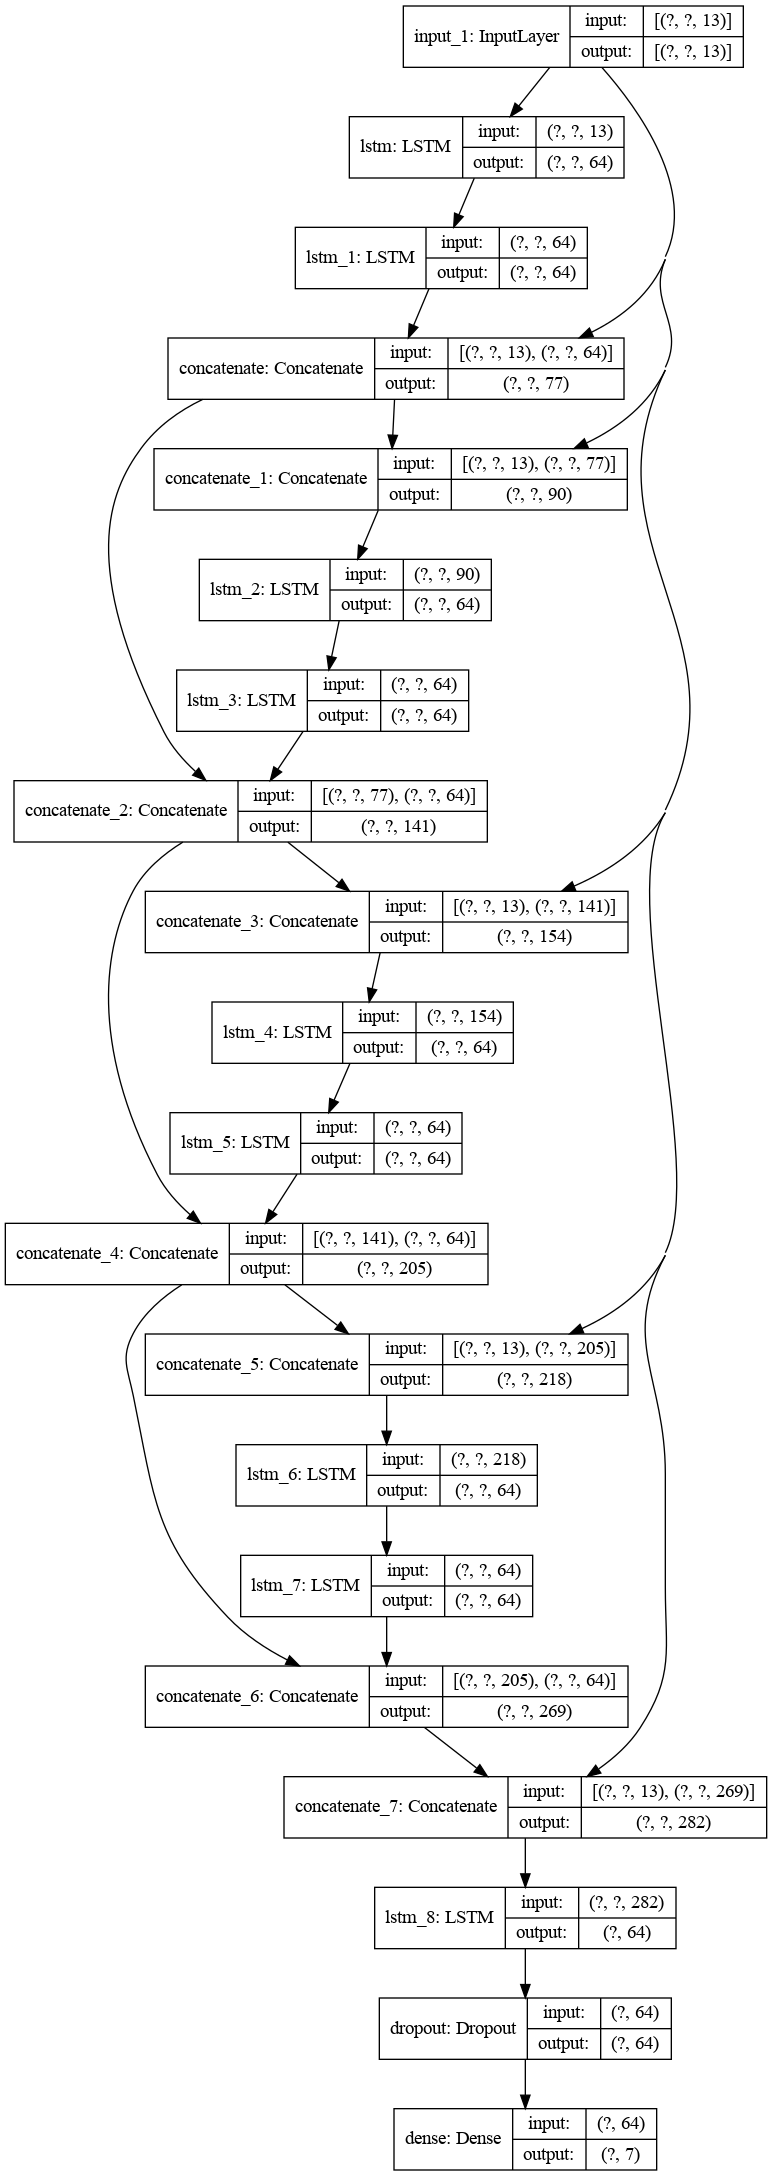 input_1: InputLayer
input: [(?, ?, 13)]
output: [(?, ?, 13)]
lstm: LSTM
input: (?, ?, 13)
output: (?, ?, 64)
lstm_1: LSTM
input: (?, ?, 64)
output: (?, ?, 64)
concatenate: Concatenate
input: [(?, ?, 13), (?, ?, 64)]
output: (?, ?, 77)
concatenate_1: Concatenate
input: [(?, ?, 13), (?, ?, 77)]
output: (?, ?, 90)
lstm_2: LSTM
input: (?, ?, 90)
output: (?, ?, 64)
lstm_3: LSTM
input: (?, ?, 64)
output: (?, ?, 64)
concatenate_2: Concatenate
input: [(?, ?, 77), (?, ?, 64)]
output: (?, ?, 141)
concatenate_3: Concatenate
input: [(?, ?, 13), (?, ?, 141)]
output: (?, ?, 154)
lstm_4: LSTM
input: (?, ?, 154)
output: (?, ?, 64)
lstm_5: LSTM
input: (?, ?, 64)
output: (?, ?, 64)
concatenate_4: Concatenate
input: [(?, ?, 141), (?, ?, 64)]
output: (?, ?, 205)
concatenate_5: Concatenate
input: [(?, ?, 13), (?, ?, 205)]
output: (?, ?, 218)
lstm_6: LSTM
input: (?, ?, 218)
output: (?, ?, 64)
lstm_7: LSTM
input: (?, ?, 64)
output: (?, ?, 64)
concatenate_6: Concatenate
input: [(?, ?, 205), (?, ?, 64)]
output: (?, ?, 269)
concatenate_7: Concatenate
input: [(?, ?, 13), (?, ?, 269)]
output: (?, ?, 282)
lstm_8: LSTM
input: (?, ?, 282)
output: (?, 64)
dropout: Dropout
input: (?, 64)
output: (?, 64)
dense: Dense
input: (?, 64)
output: (?, 7)